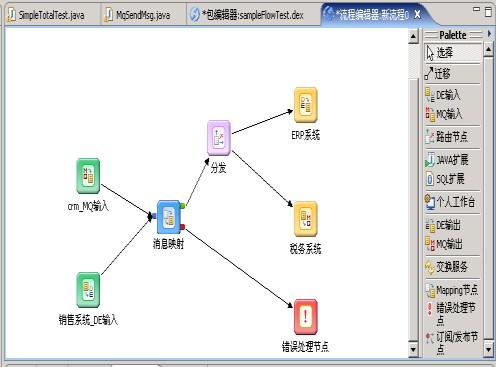 SimpleTotalTest.java
MqSendMsg.java
*包编辑器:sampleFlowTest.dex
*流程编辑器:新流程0
Palette
选择
迁移
DE输入
MQ输入
路由节点
JAVA扩展
SQL扩展
个人工作台
DE输出
MQ输出
交换服务
Mapping节点
错误处理节
点
订阅/发布节
点
ERP系统
分发
crm_MQ输入
税务系统
消息映射
销售系统_DE输入
错误处理节点